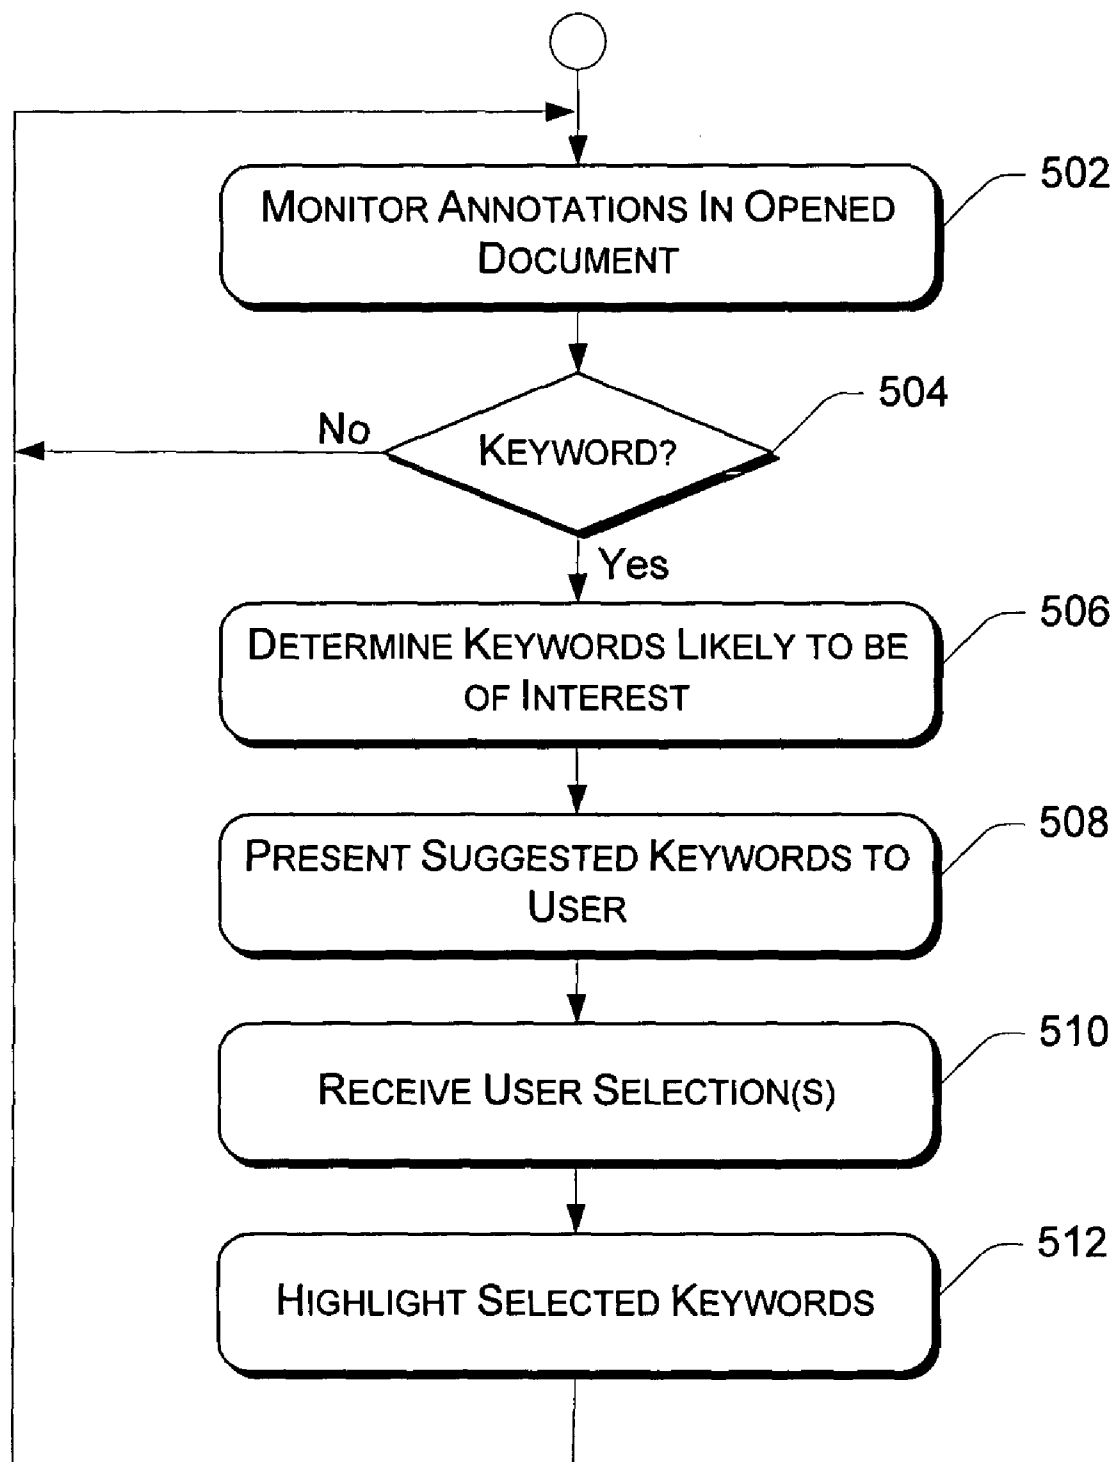 502
MONITOR ANNOTATIONS IN OPENED
DOCUMENT
504
No
KEYWORD?
Yes
506
DETERMINE KEYWORDS LIKELY TO BE
OF INTEREST
508
PRESENT SUGGESTED KEYWORDS TO
USER
510
RECEIVE USER SELECTION(S)
512
HIGHLIGHT SELECTED KEYWORDS